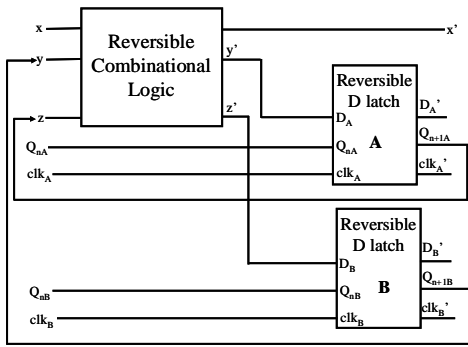 x
y
z
Reversible
Combinational
Logic
x'
y'
z'
Reversible
D latch
A
D_A
Q_nA
clk_A
D_A'
Q_n+1A
clk_A'
Q_nA
clk_A
Reversible
D latch
B
D_B
Q_nB
clk_B
D_B'
Q_n+1B
clk_B'
Q_nB
clk_B